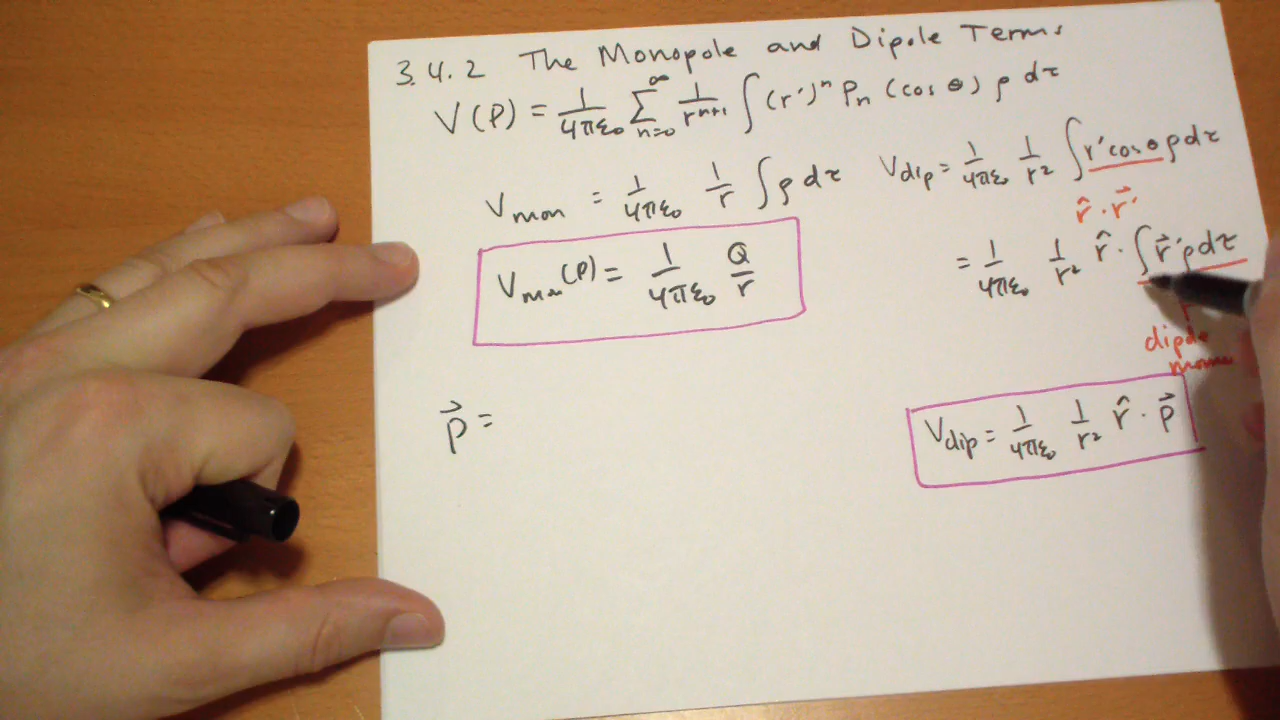 3.4.2 The Monopole and Dipole Terms
V(P) = 1/4πε₀ ∑_{n=0}^{∞} 1/r^{n+1} ∫ (r')ⁿ Pₙ (cos θ) ρ dτ
V_mon = 1/4πε₀ 1/r ∫ ρ dτ
V_mon(P) = 1/4πε₀ Q/r
p⃗ =
V_dip = 1/4πε₀ 1/r² ∫ r' cos θ ρ dτ
r̂ · r⃗'
= 1/4πε₀ 1/r² r̂ · ∫ r⃗' ρ dτ
dipole
V_dip = 1/4πε₀ 1/r² r̂ · p⃗